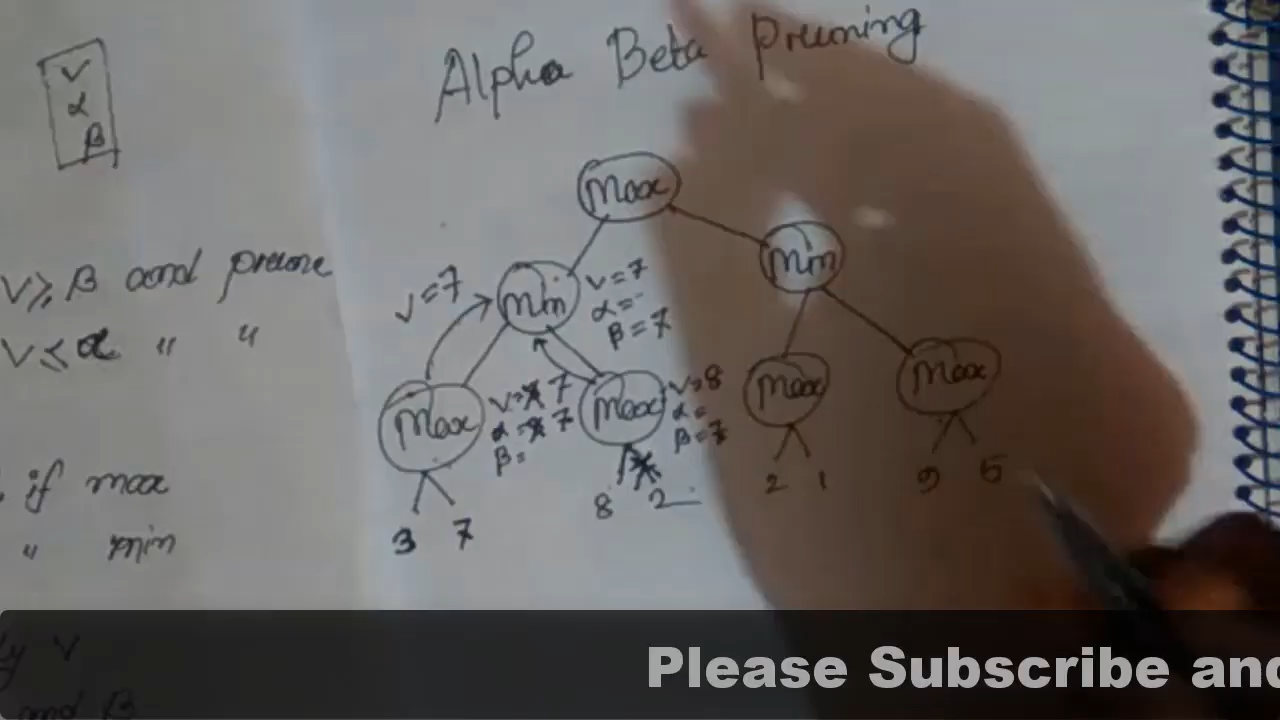 Alpha Beta Pruning
V
α
β
Max
V ≥ β and prune
V ≤ α " "
V=7
Min
V=7
α=-
β=7
Min
Max
V= 7
α= 7
β=
Max
V=8
α=
β=7
Max
Max
3 7
8 2
2 1
9 5
if max
" min
V
and β
Please Subscribe and